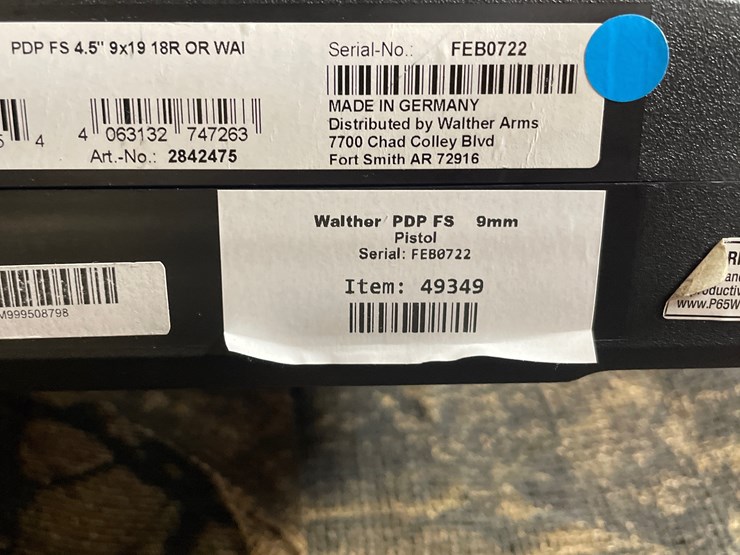 PDP FS 4.5" 9x19 18R OR WAI
4 4 063132 747263
Art.-No.: 2842475
Serial-No.: FEB0722
MADE IN GERMANY
Distributed by Walther Arms
7700 Chad Colley Blvd
Fort Smith AR 72916
Walther PDP FS 9mm
Pistol
Serial: FEB0722
Item: 49349
M999508798
www.P65W